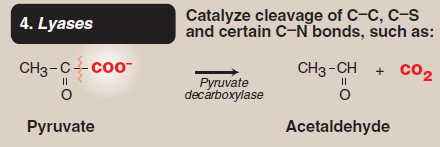 4. Lyases
Catalyze cleavage of C–C, C–S
and certain C–N bonds, such as:
CH3–C–COO⁻
O
Pyruvate
decarboxylase
CH3–CH + CO2
O
Pyruvate
Acetaldehyde